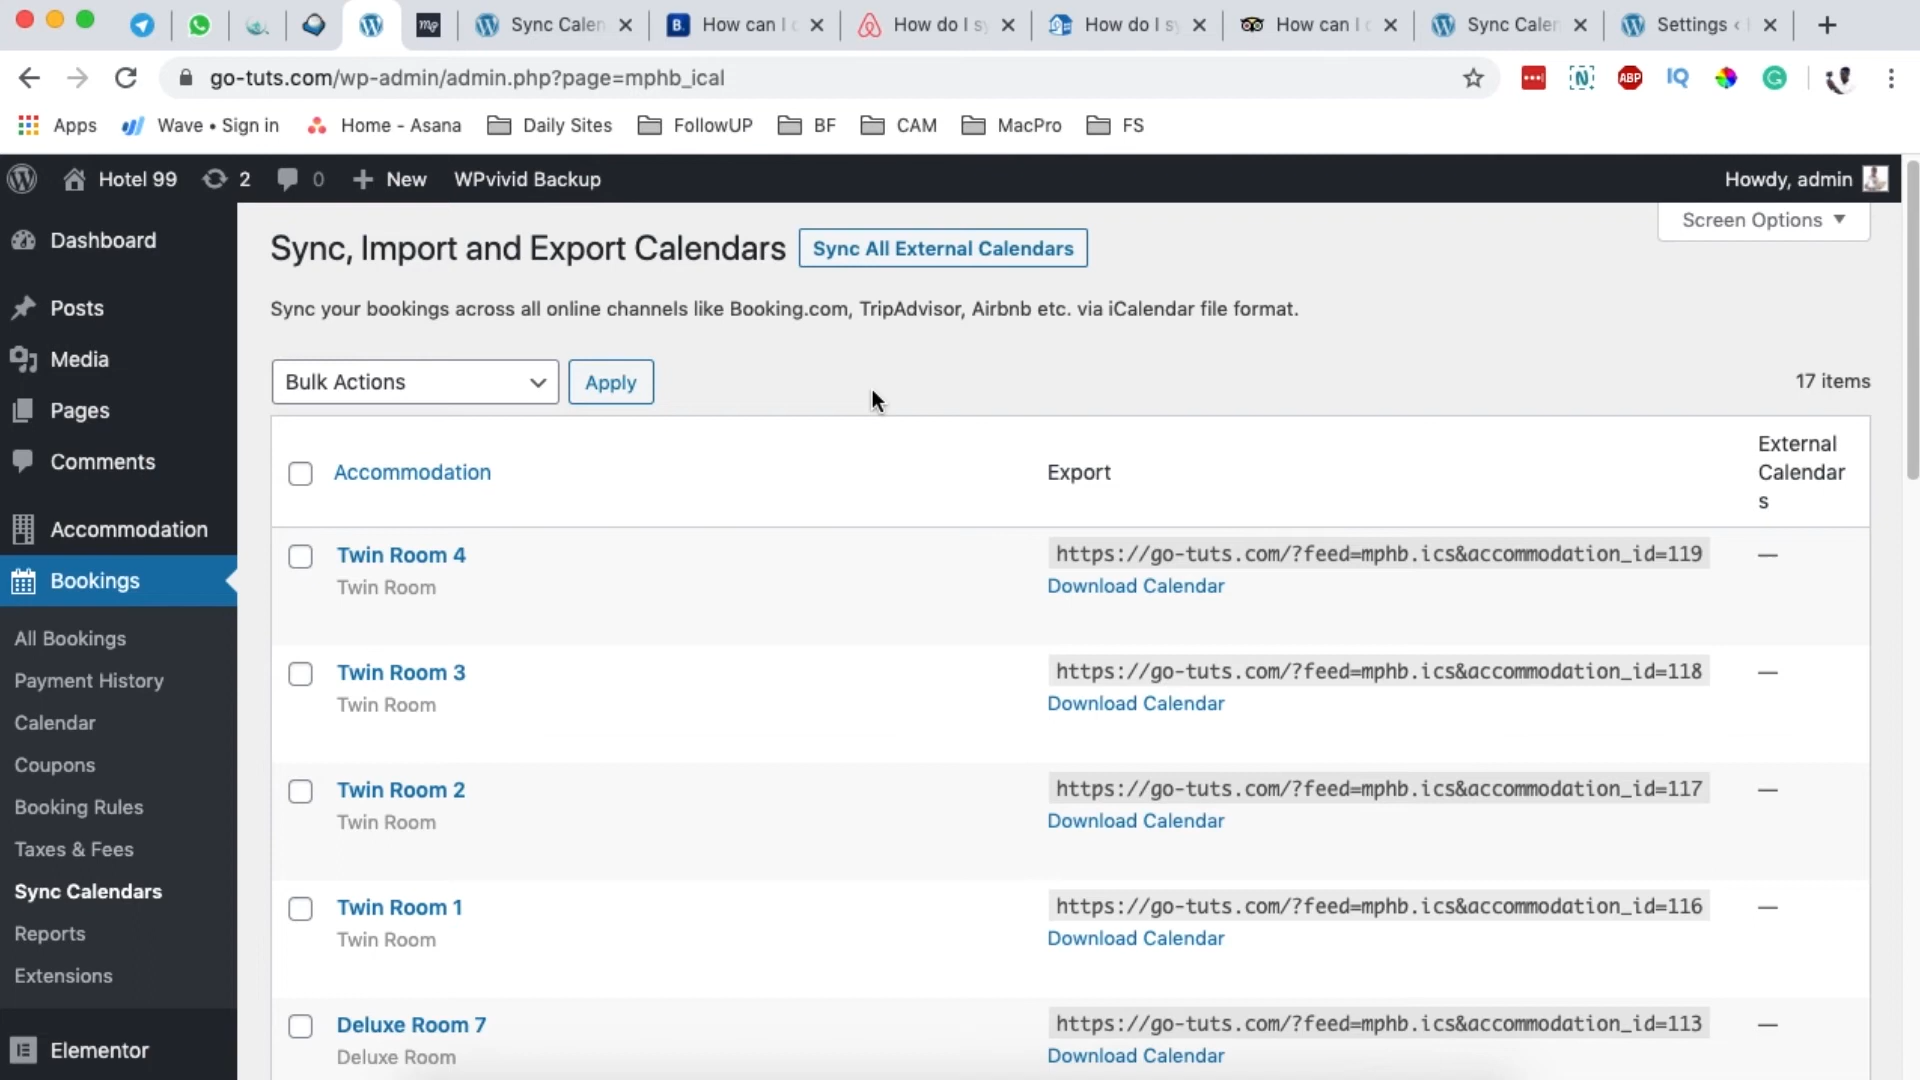 Sync Calen
How can I
How do I sy
How do I sy
How can I
Sync Calen
Settings ‹
go-tuts.com/wp-admin/admin.php?page=mphb_ical
ABP
IQ
Apps
Wave • Sign in
Home - Asana
Daily Sites
FollowUP
BF
CAM
MacPro
FS
Hotel 99
2
0
New
WPvivid Backup
Howdy, admin
Dashboard
Posts
Media
Pages
Comments
Accommodation
Bookings
All Bookings
Payment History
Calendar
Coupons
Booking Rules
Taxes & Fees
Sync Calendars
Reports
Extensions
Elementor
Screen Options
Sync, Import and Export Calendars
Sync All External Calendars
Sync your bookings across all online channels like Booking.com, TripAdvisor, Airbnb etc. via iCalendar file format.
Bulk Actions
Apply
17 items
Accommodation
Export
External
Calendar
s
Twin Room 4
Twin Room
https://go-tuts.com/?feed=mphb.ics&accommodation_id=119
Download Calendar
—
Twin Room 3
Twin Room
https://go-tuts.com/?feed=mphb.ics&accommodation_id=118
Download Calendar
—
Twin Room 2
Twin Room
https://go-tuts.com/?feed=mphb.ics&accommodation_id=117
Download Calendar
—
Twin Room 1
Twin Room
https://go-tuts.com/?feed=mphb.ics&accommodation_id=116
Download Calendar
—
Deluxe Room 7
Deluxe Room
https://go-tuts.com/?feed=mphb.ics&accommodation_id=113
Download Calendar
—